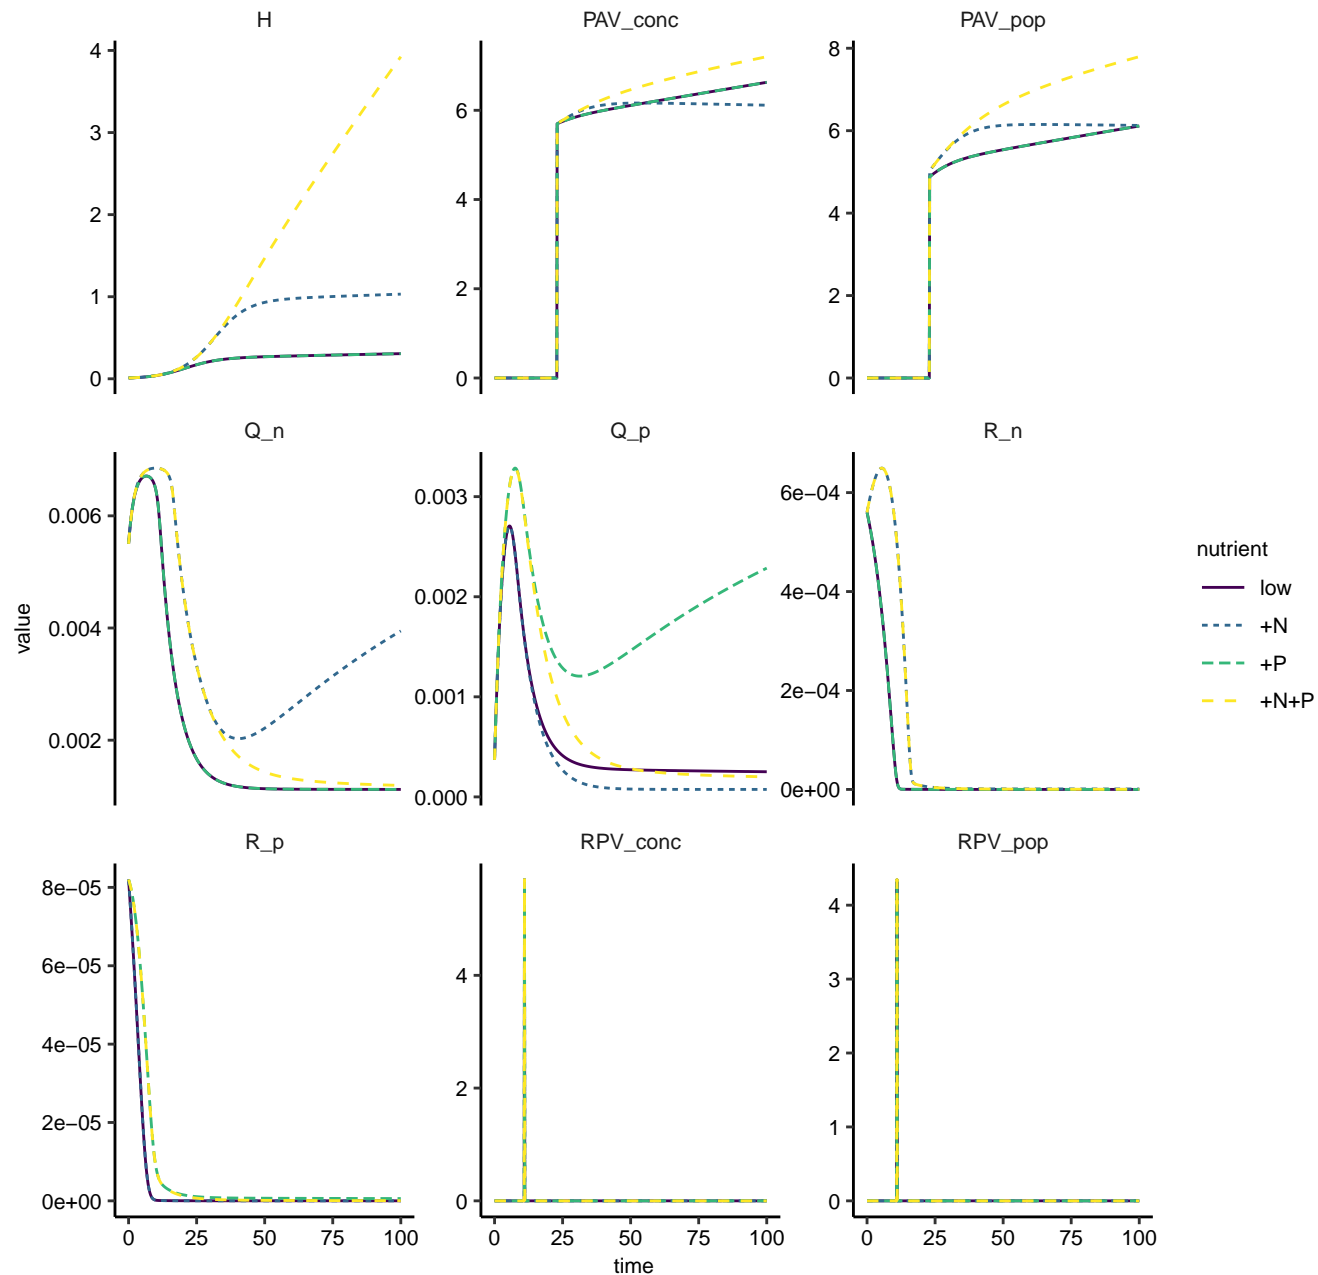 H
PAV_conc
PAV_pop
4
3
2
1
0
6
4
2
0
8
6
4
2
0
Q_n
Q_p
R_n
0.006
0.004
0.002
0.003
0.002
0.001
0.000
6e−04
4e−04
2e−04
0e+00
R_p
RPV_conc
RPV_pop
8e−05
6e−05
4e−05
2e−05
0e+00
4
2
0
4
3
2
1
0
0 25 50 75 100
0 25 50 75 100
0 25 50 75 100
time
value
nutrient
low
+N
+P
+N+P